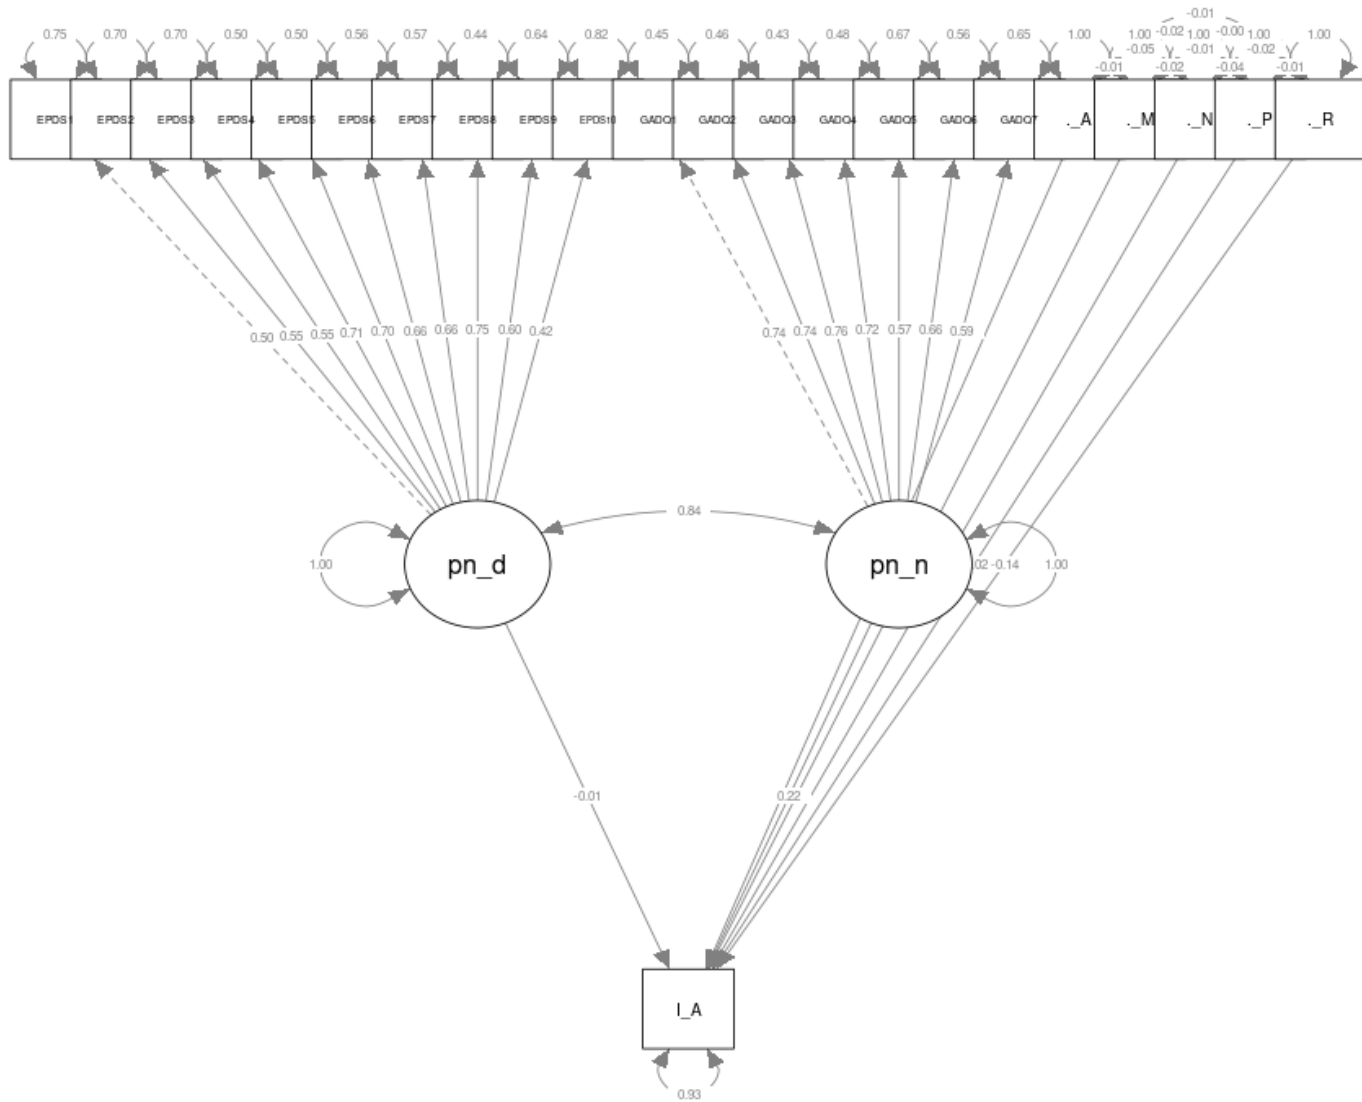 -0.01
0.75 0.70 0.70 0.50 0.50 0.56 0.57 0.44 0.64 0.82 0.45 0.46 0.43 0.48 0.67 0.56 0.65 1.00 1.00 -0.02 1.00 -0.00 1.00 1.00
-0.05 -0.01 -0.02
-0.01 -0.02 -0.04 -0.01
EPDS1 EPDS2 EPDS3 EPDS4 EPDS5 EPDS6 EPDS7 EPDS8 EPDS9 EPDS10 GADQ1 GADQ2 GADQ3 GADQ4 GADQ5 GADQ6 GADQ7 ._A ._M ._N ._P ._R
0.50 0.55 0.55 0.71 0.70 0.66 0.66 0.75 0.60 0.42 0.74 0.74 0.76 0.72 0.57 0.66 0.59
0.84
1.00 pn_d pn_n 02 -0.14 1.00
-0.01 0.22
I_A
0.93